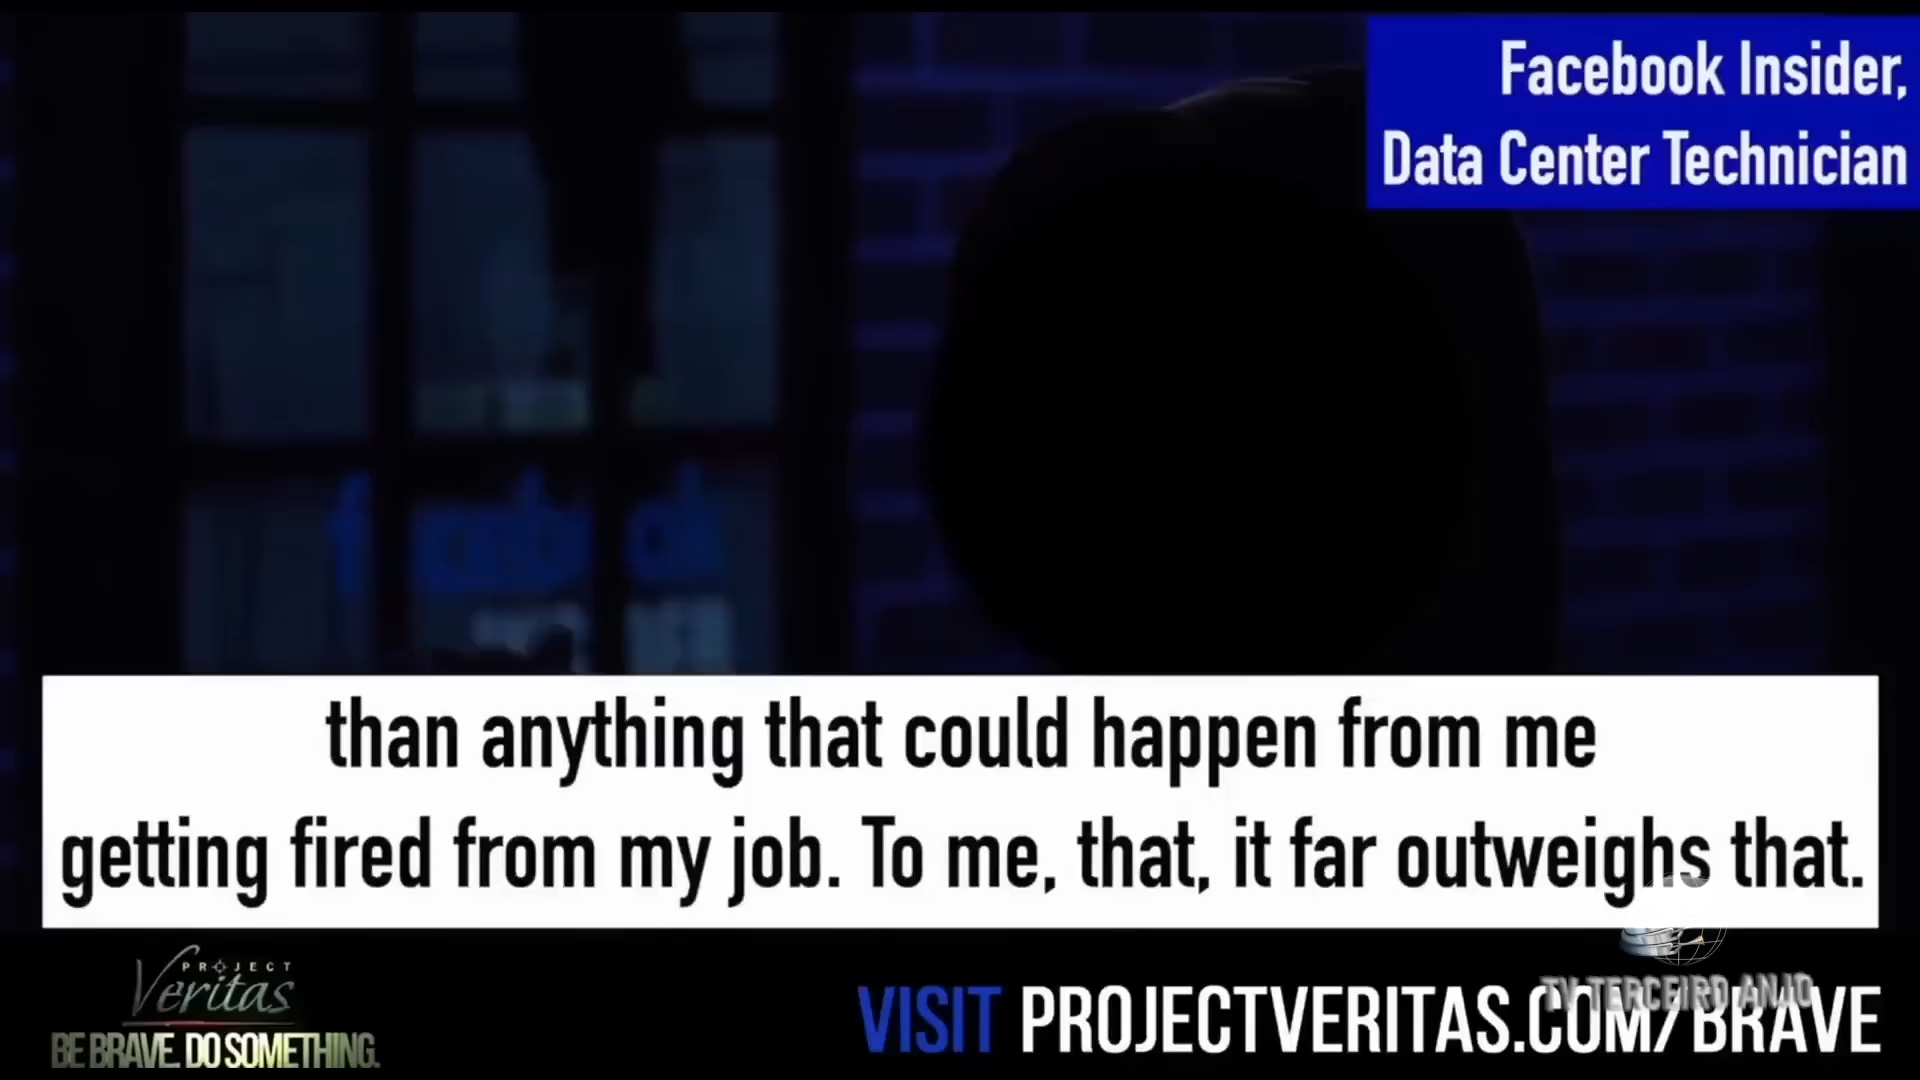 Facebook Insider,
Data Center Technician
facebook
than anything that could happen from me
getting fired from my job. To me, that, it far outweighs that.
PROJECT
Veritas
BE BRAVE. DO SOMETHING.
VISIT PROJECTVERITAS.COM/BRAVE
TV TERCEIRO ANJO